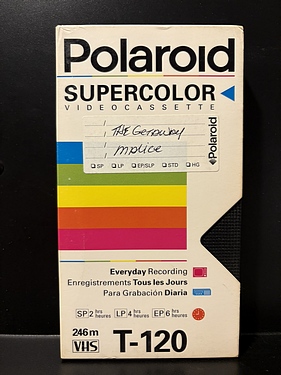 Polaroid
SUPERCOLOR
VIDEOCASSETTE
THE Getaway
Malice
SP LP EP/SLP STD HG
Polaroid
Everyday Recording
Enregistrements Tous les Jours
Para Grabación Diaria
SP 2 hrs heures LP 4 hrs heures EP 6 hrs heures
246 m
VHS T-120